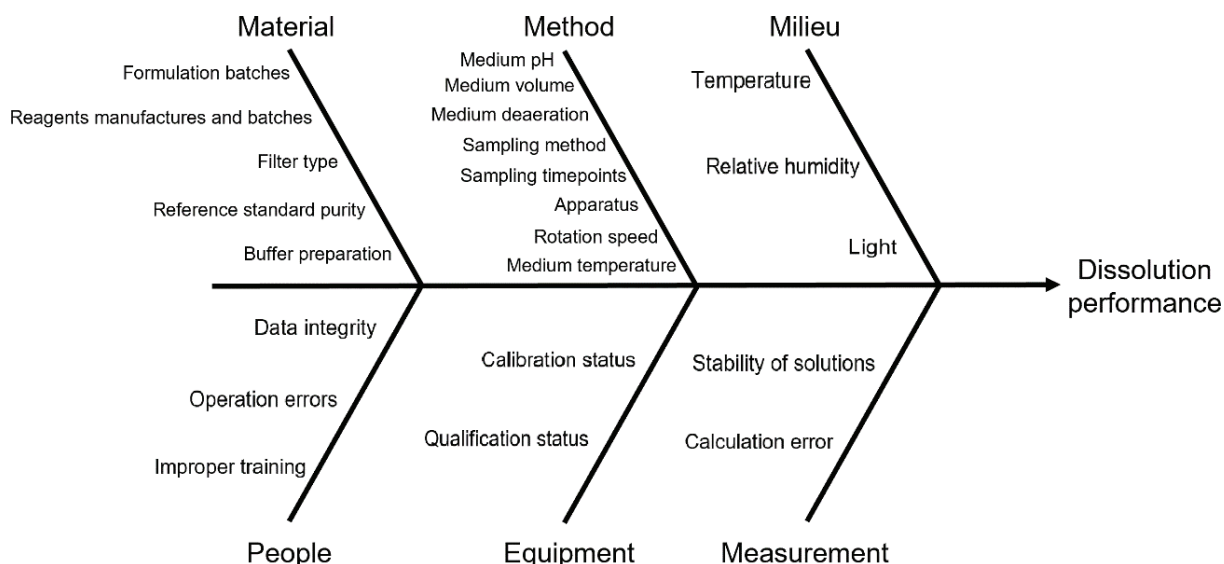 Material
Method
Milieu
Formulation batches
Reagents manufactures and batches
Filter type
Reference standard purity
Buffer preparation
Medium pH
Medium volume
Medium deaeration
Sampling method
Sampling timepoints
Apparatus
Rotation speed
Medium temperature
Temperature
Relative humidity
Light
Dissolution
performance
Data integrity
Operation errors
Improper training
Calibration status
Qualification status
Stability of solutions
Calculation error
People
Equipment
Measurement